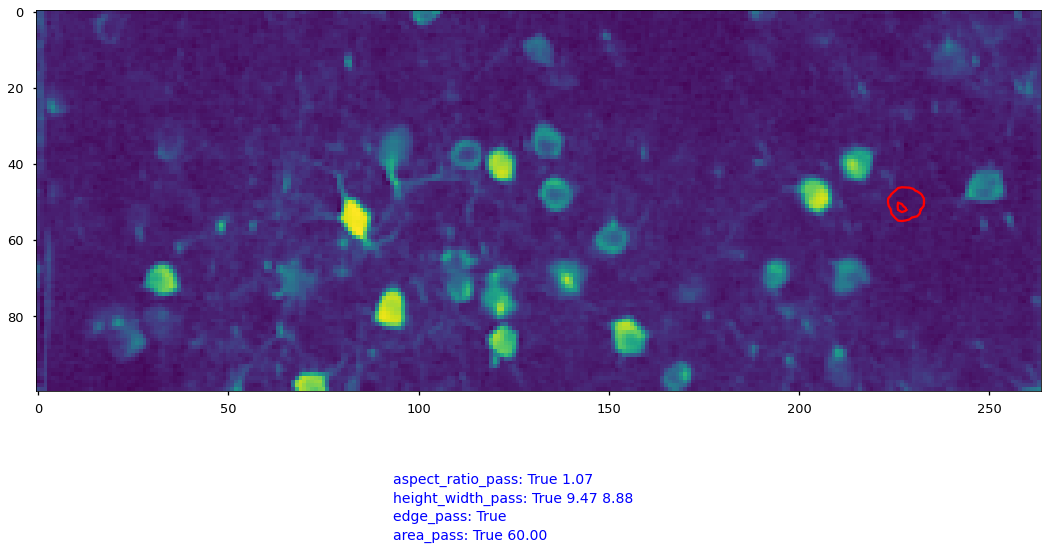 0
20
40
60
80
0 50 100 150 200 250
aspect_ratio_pass: True 1.07
height_width_pass: True 9.47 8.88
edge_pass: True
area_pass: True 60.00